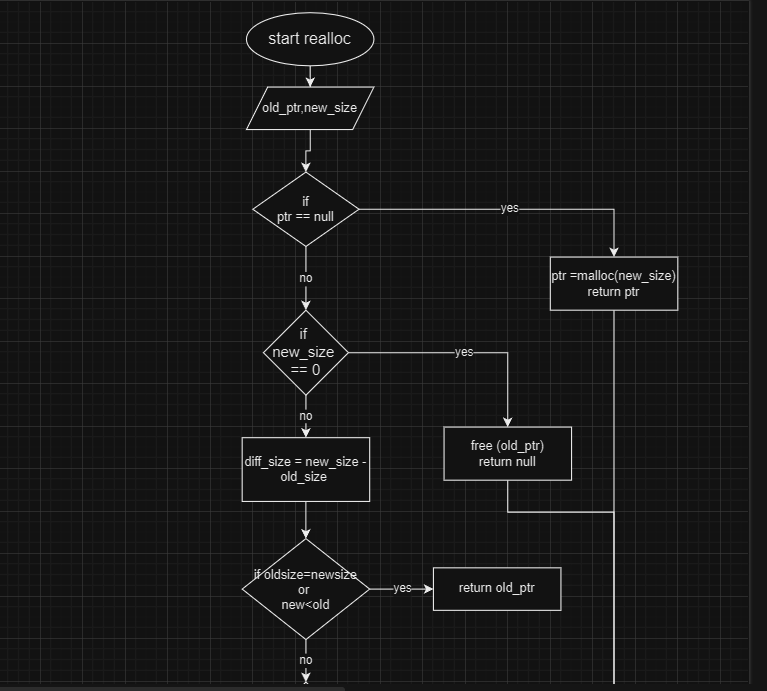 start realloc
old_ptr,new_size
if
ptr == null
yes
ptr =malloc(new_size)
return ptr
no
if
new_size
== 0
yes
no
free (old_ptr)
return null
diff_size = new_size -
old_size
if oldsize=newsize
or
new<old
yes
return old_ptr
no